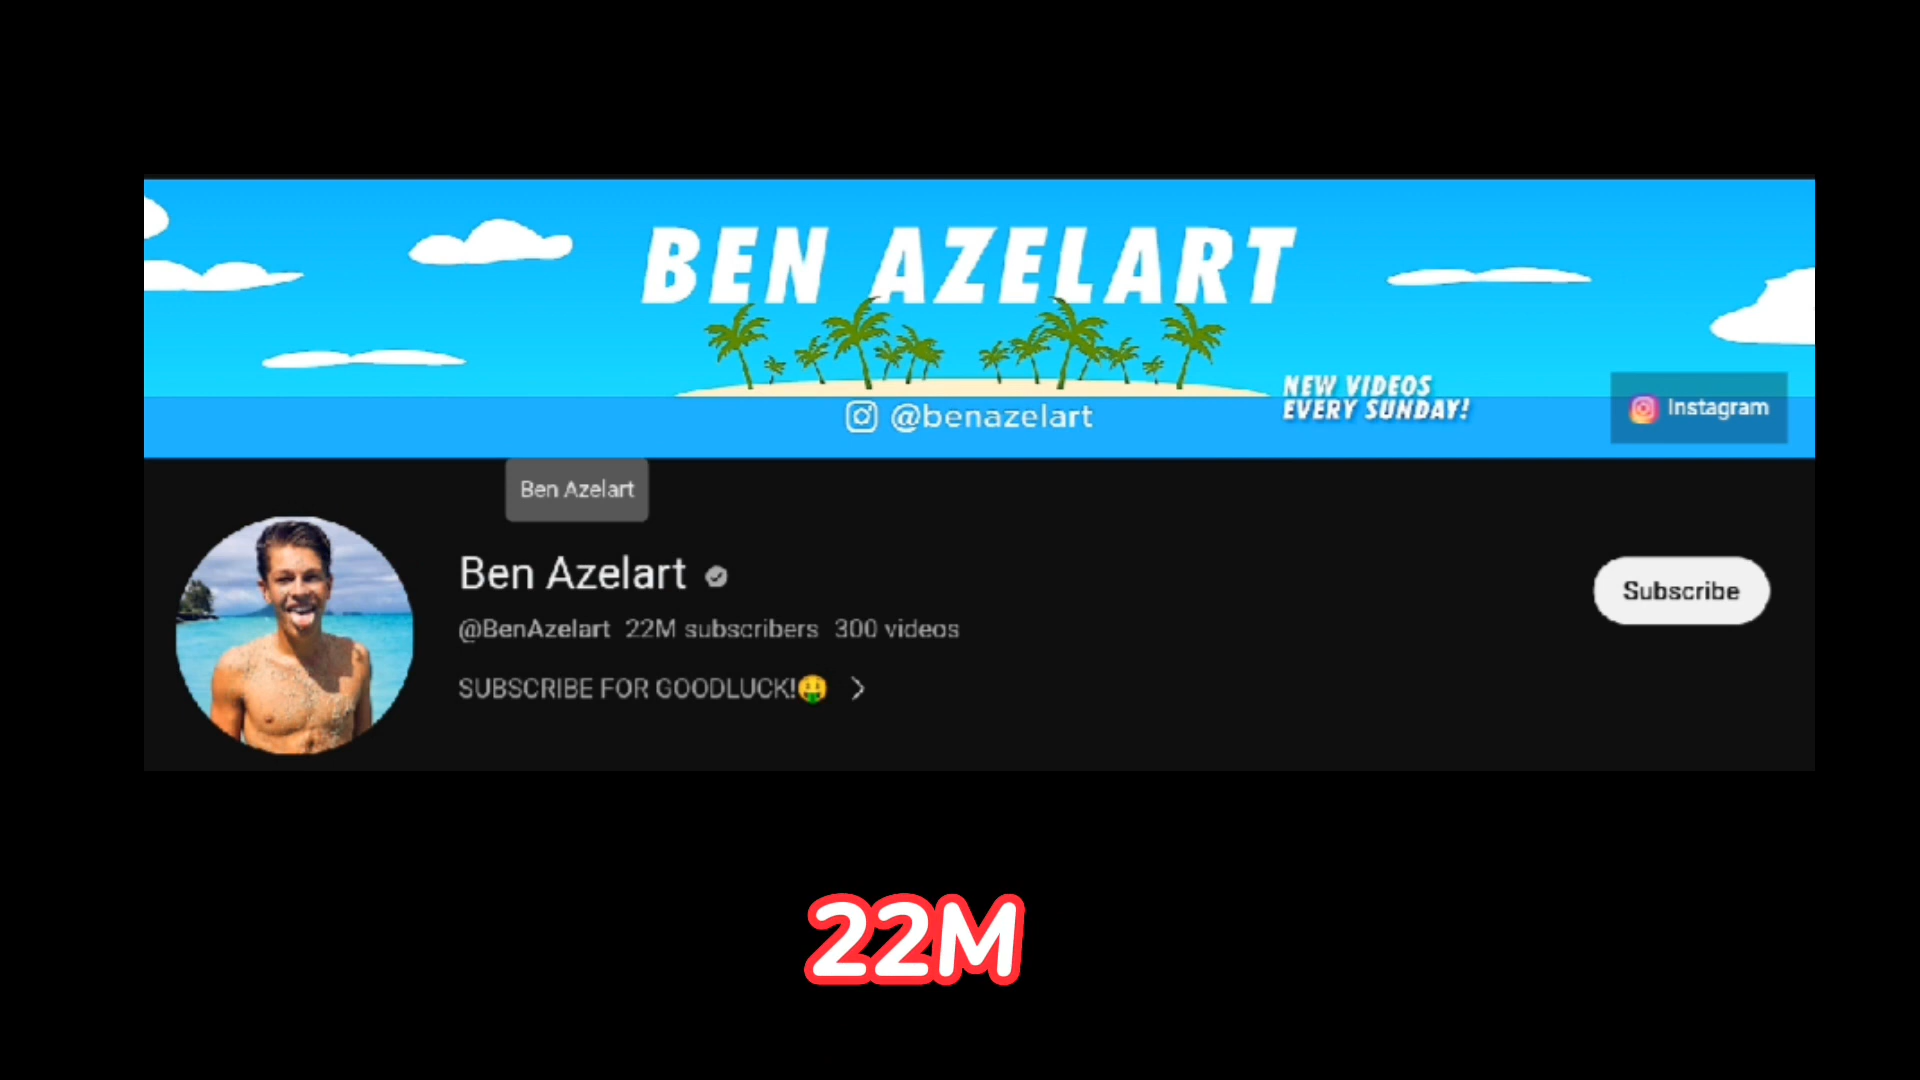 BEN AZELART
NEW VIDEOS
EVERY SUNDAY!
@benazelart
Instagram
Ben Azelart
Ben Azelart
@BenAzelart 22M subscribers 300 videos
Subscribe
SUBSCRIBE FOR GOODLUCK!🤑
22M